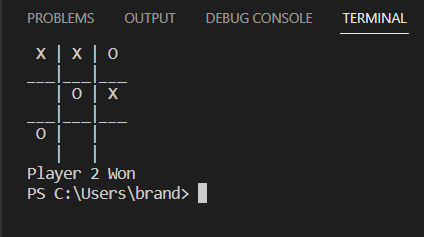 PROBLEMS OUTPUT DEBUG CONSOLE TERMINAL
 X | X | O
___|___|___
   | O | X
___|___|___
 O |   |
   |   |
Player 2 Won
PS C:\Users\brand>